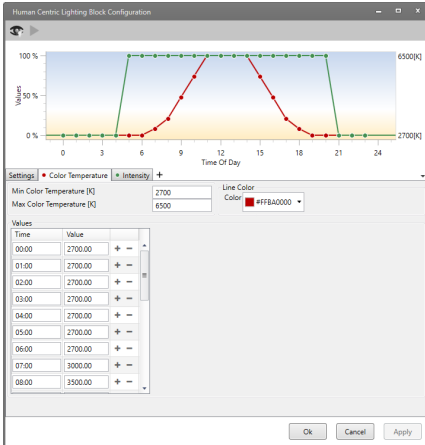 Human Centric Lighting Block Configuration
100 %
6500[K]
Values
50 %
0 %
2700[K]
0 3 6 9 12 15 18 21 24
Time Of Day
Settings Color Temperature Intensity +
Min Color Temperature [K] 2700
Max Color Temperature [K] 6500
Line Color
Color #FFBA0000
Values
Time Value
00:00 2700.00 + −
01:00 2700.00 + −
02:00 2700.00 + −
03:00 2700.00 + −
04:00 2700.00 + −
05:00 2700.00 + −
06:00 2700.00 + −
07:00 3000.00 + −
08:00 3500.00 + −
Ok Cancel Apply